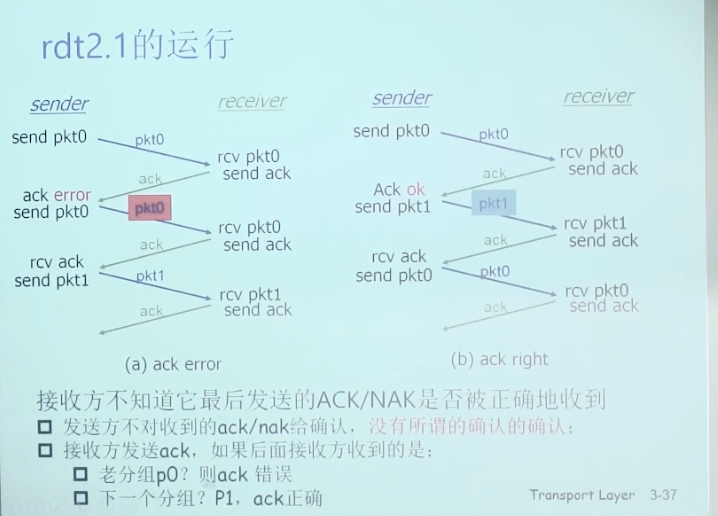 rdt2.1的运行
sender
receiver
send pkt0
pkt0
rcv pkt0
send ack
ack
ack error
send pkt0
pkt0
rcv pkt0
send ack
ack
rcv ack
send pkt1
pkt1
rcv pkt1
send ack
ack
(a) ack error
sender
receiver
send pkt0
pkt0
rcv pkt0
send ack
ack
Ack ok
send pkt1
pkt1
rcv pkt1
send ack
ack
rcv ack
send pkt0
pkt0
rcv pkt0
send ack
ack
(b) ack right
接收方不知道它最后发送的ACK/NAK是否被正确地收到
发送方不对收到的ack/nak给确认，没有所谓的确认的确认；
接收方发送ack，如果后面接收方收到的是：
老分组p0？则ack 错误
下一个分组？P1，ack正确
Transport Layer 3-37